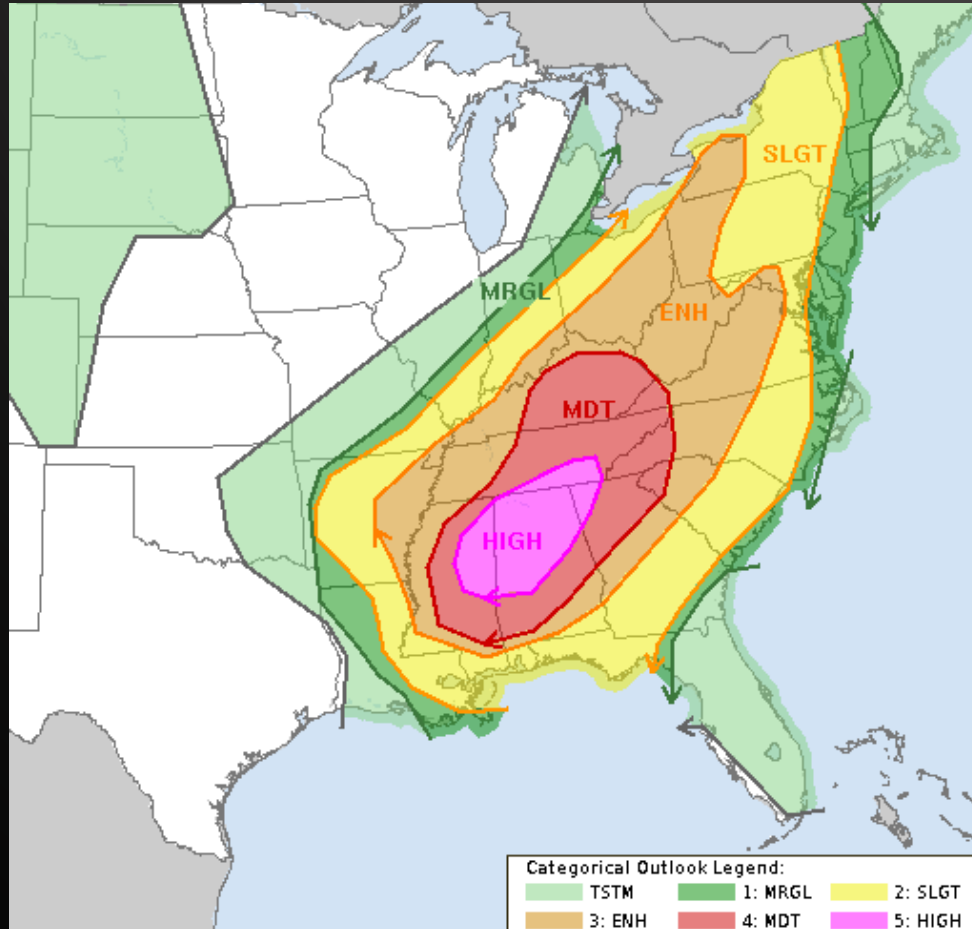 SLGT
MRGL
ENH
MDT
HIGH
Categorical Outlook Legend:
TSTM 1: MRGL 2: SLGT
3: ENH 4: MDT 5: HIGH